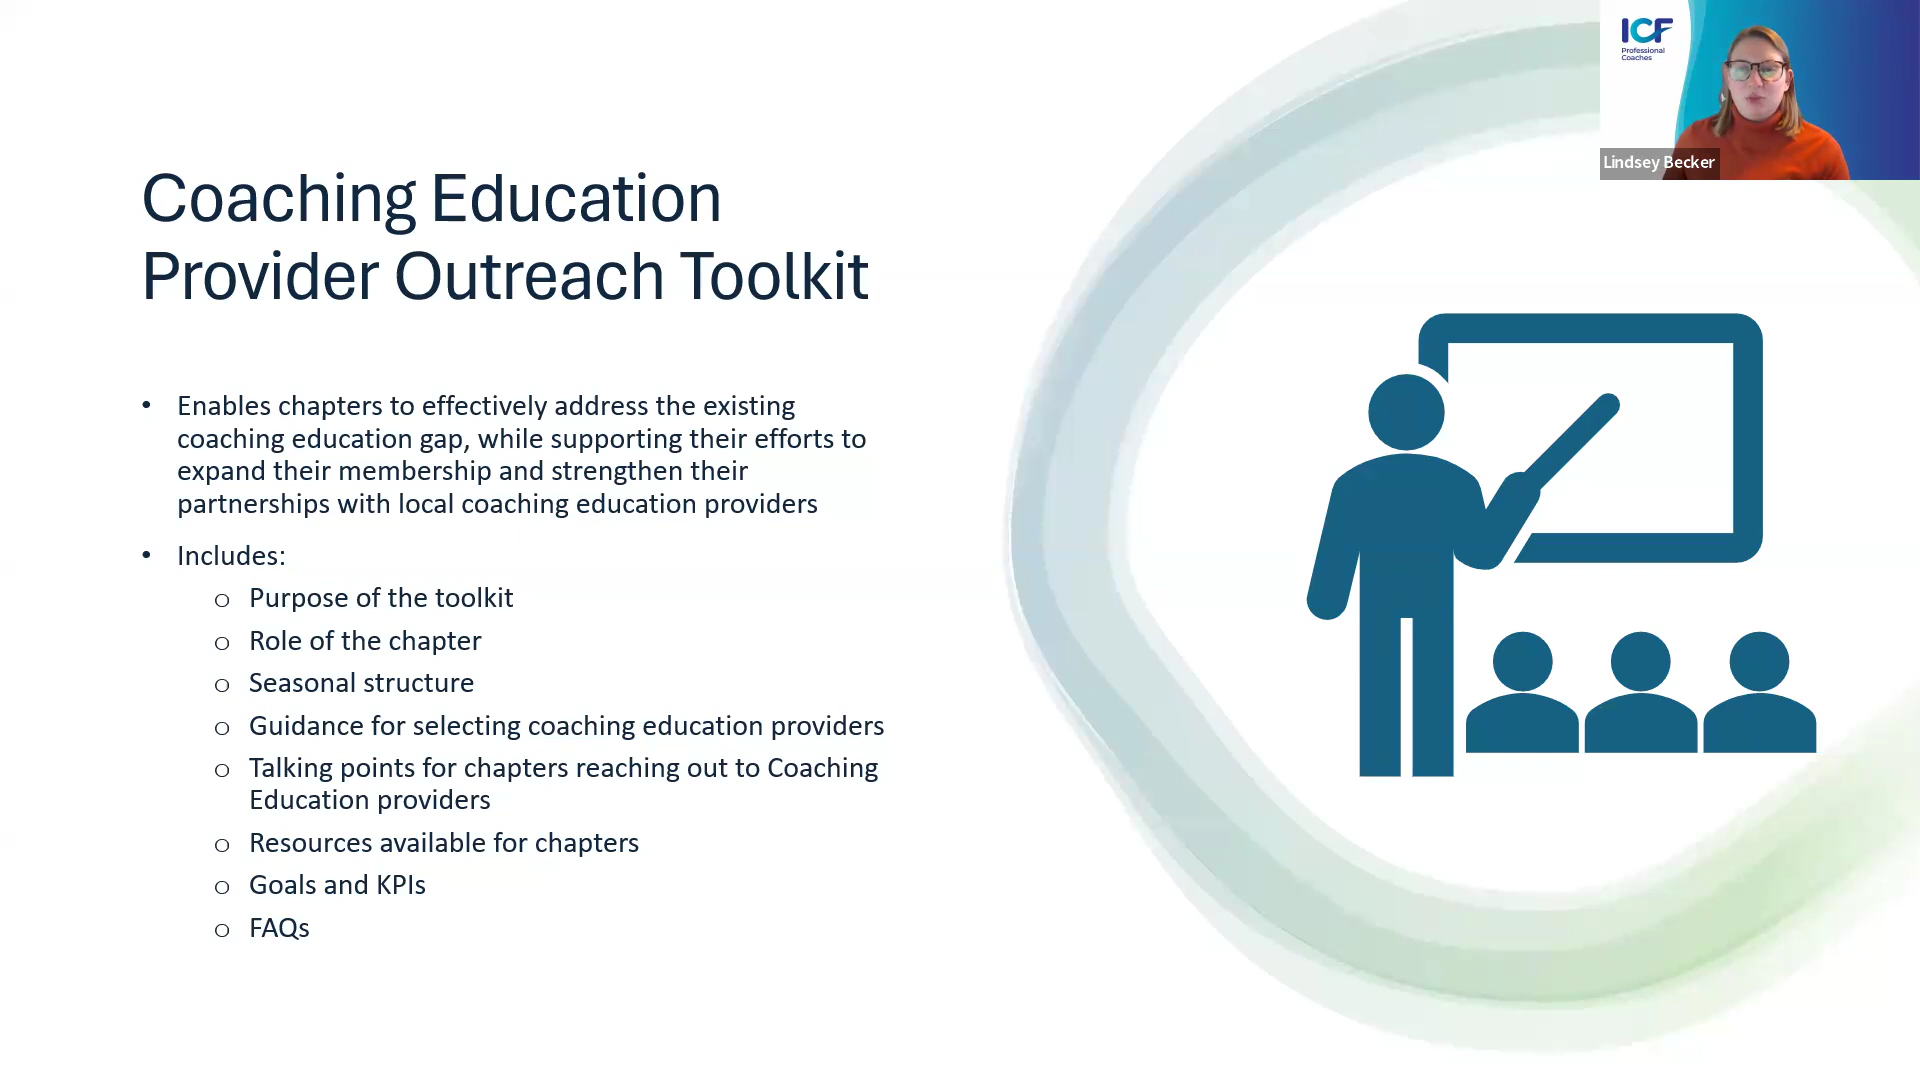 ICF
Professional
Coaches
Lindsey Becker
Coaching Education
Provider Outreach Toolkit
• Enables chapters to effectively address the existing
coaching education gap, while supporting their efforts to
expand their membership and strengthen their
partnerships with local coaching education providers
• Includes:
o Purpose of the toolkit
o Role of the chapter
o Seasonal structure
o Guidance for selecting coaching education providers
o Talking points for chapters reaching out to Coaching
Education providers
o Resources available for chapters
o Goals and KPIs
o FAQs